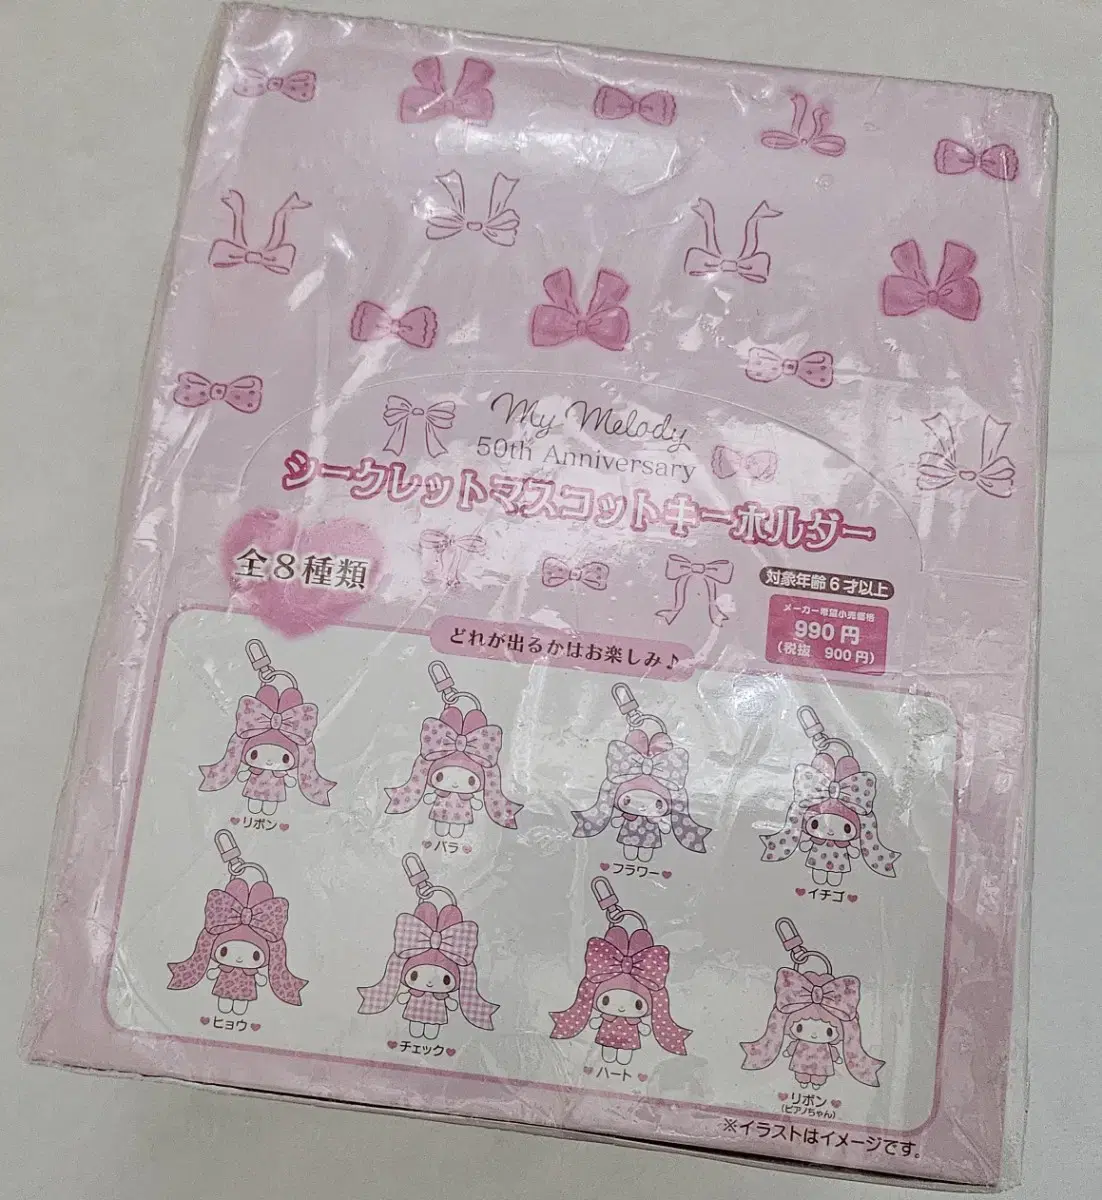 My Melody
50th Anniversary
シークレットマスコットキーホルダー
全8種類
対象年齢6才以上
メーカー希望小売価格
990円
(税抜 900円)
どれが出るかはお楽しみ♪
♥リボン♥
♥バラ♥
♥フラワー♥
♥イチゴ♥
♥ヒョウ♥
♥チェック♥
♥ハート♥
♥リボン♥
(ピアノちゃん)
※イラストはイメージです。